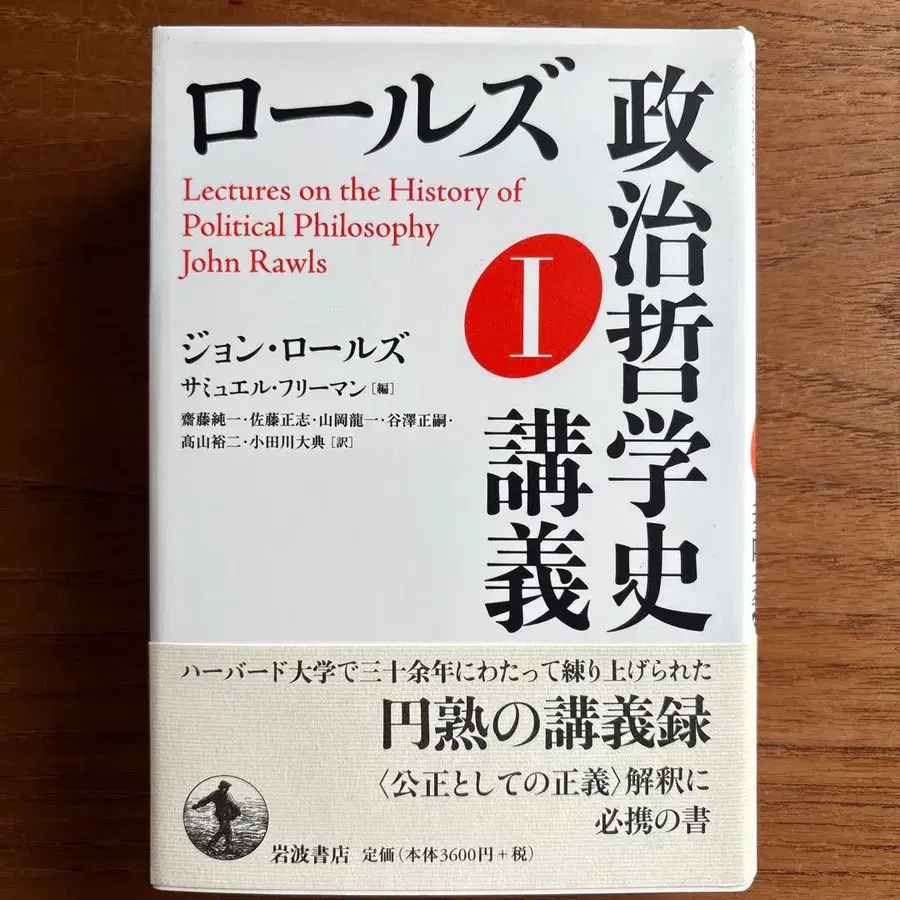 ロールズ
政治哲学史
講義
I
Lectures on the History of
Political Philosophy
John Rawls
ジョン・ロールズ
サミュエル・フリーマン[編]
齋藤純一・佐藤正志・山岡龍一・谷澤正嗣・
髙山裕二・小田川大典[訳]
ハーバード大学で三十余年にわたって練り上げられた
円熟の講義録
〈公正としての正義〉解釈に
必携の書
岩波書店 定価(本体3600円+税)